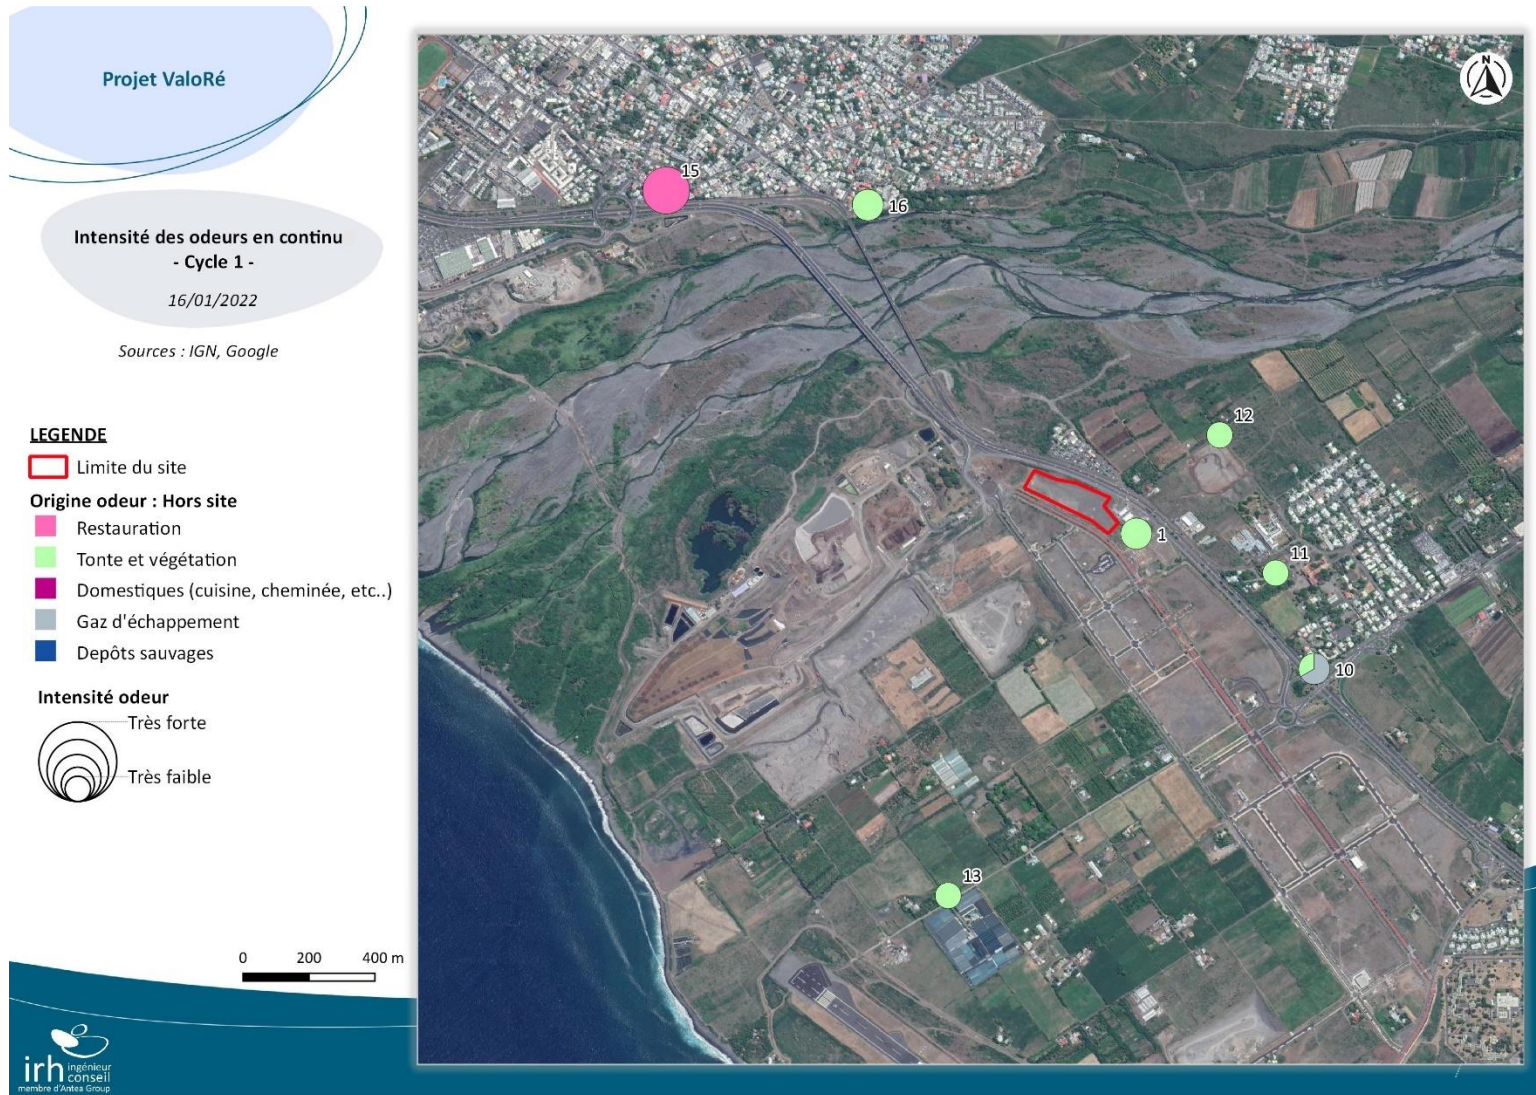 Projet ValoRé
Intensité des odeurs en continu
- Cycle 1 -
16/01/2022
Sources : IGN, Google
LEGENDE
Limite du site
Origine odeur : Hors site
Restauration
Tonte et végétation
Domestiques (cuisine, cheminée, etc..)
Gaz d'échappement
Depôts sauvages
Intensité odeur
Très forte
Très faible
0 200 400 m
irh ingénieur
conseil
membre d'Antea Group
N
15
16
12
1
11
10
13